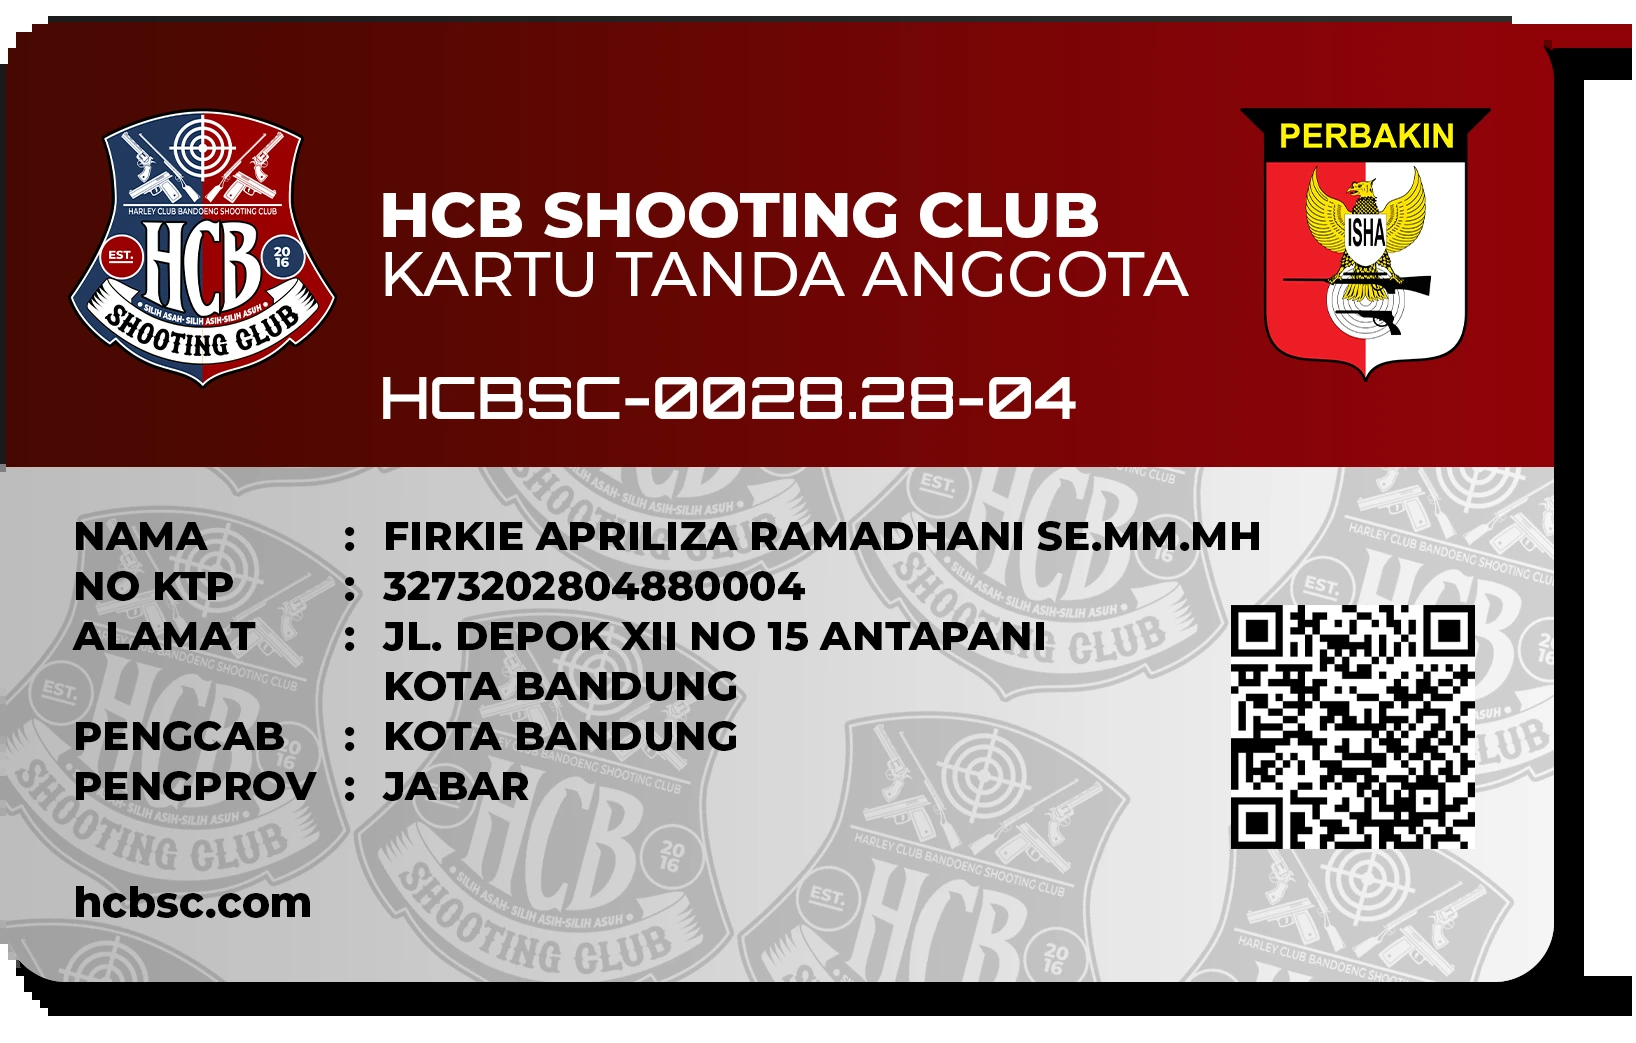 HARLEY CLUB BANDOENG SHOOTING CLUB
EST.
HCB
20
16
• SILIH ASAH- SILIH ASIH-SILIH ASUH •
SHOOTING CLUB
HCB SHOOTING CLUB
KARTU TANDA ANGGOTA
HCBSC-0028.28-04
PERBAKIN
ISHA
NAMA : FIRKIE APRILIZA RAMADHANI SE.MM.MH
NO KTP : 3273202804880004
ALAMAT : JL. DEPOK XII NO 15 ANTAPANI
KOTA BANDUNG
PENGCAB : KOTA BANDUNG
PENGPROV : JABAR
hcbsc.com